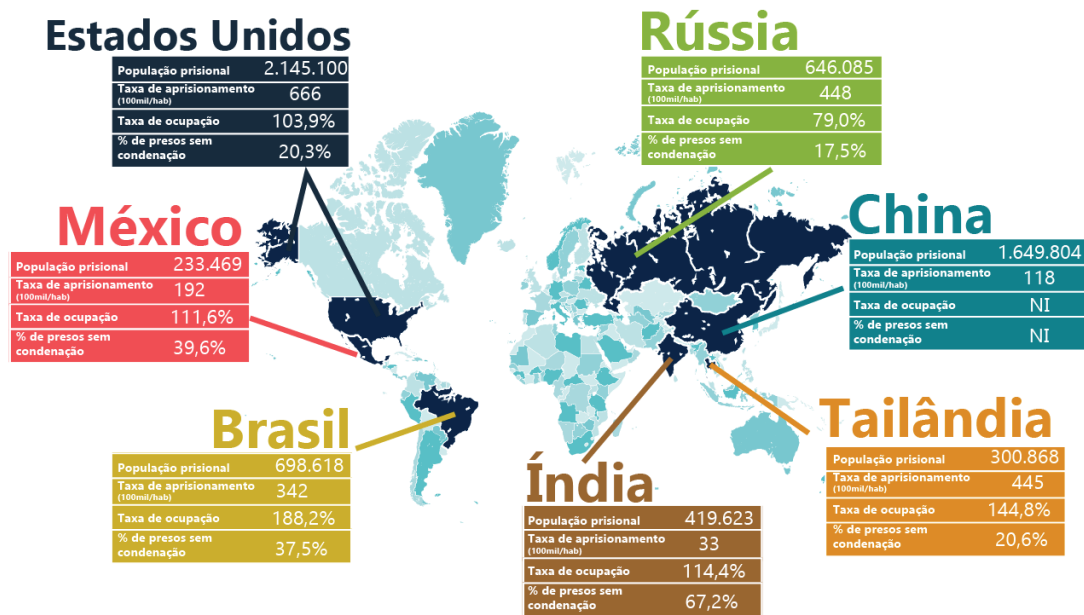 Estados Unidos
População prisional 2.145.100
Taxa de aprisionamento
(100mil/hab) 666
Taxa de ocupação 103,9%
% de presos sem
condenação 20,3%
Rússia
População prisional 646.085
Taxa de aprisionamento
(100mil/hab) 448
Taxa de ocupação 79,0%
% de presos sem
condenação 17,5%
México
População prisional 233.469
Taxa de aprisionamento
(100mil/hab) 192
Taxa de ocupação 111,6%
% de presos sem
condenação 39,6%
China
População prisional 1.649.804
Taxa de aprisionamento
(100mil/hab) 118
Taxa de ocupação NI
% de presos sem
condenação NI
Brasil
População prisional 698.618
Taxa de aprisionamento
(100mil/hab) 342
Taxa de ocupação 188,2%
% de presos sem
condenação 37,5%
Índia
População prisional 419.623
Taxa de aprisionamento
(100mil/hab) 33
Taxa de ocupação 114,4%
% de presos sem
condenação 67,2%
Tailândia
População prisional 300.868
Taxa de aprisionamento
(100mil/hab) 445
Taxa de ocupação 144,8%
% de presos sem
condenação 20,6%